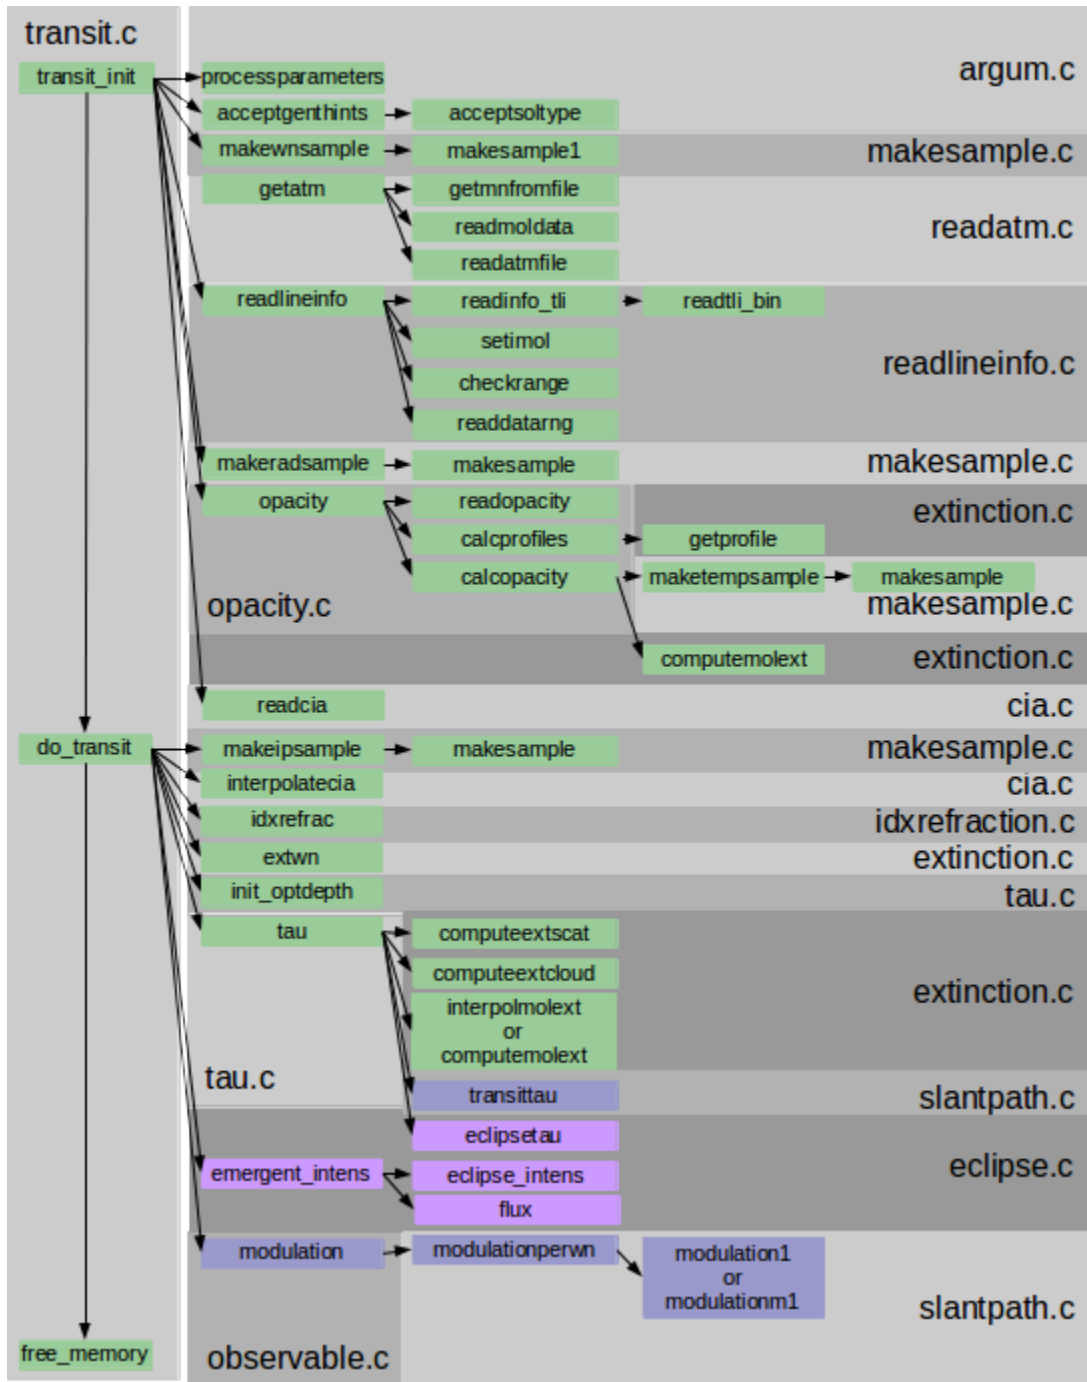 transit.c
transit_init
processparameters
argum.c
acceptgenthints
acceptsoltype
makewnsample
makesample1
makesample.c
getatm
getmnfromfile
readmoldata
readatm.c
readatmfile
readlineinfo
readinfo_tli
readtli_bin
setimol
readlineinfo.c
checkrange
readdatarng
makeradsample
makesample
makesample.c
opacity
readopacity
extinction.c
calcprofiles
getprofile
calcopacity
maketempsample
makesample
opacity.c
makesample.c
computemolext
extinction.c
readcia
cia.c
do_transit
makeipsample
makesample
makesample.c
interpolatecia
cia.c
idxrefrac
idxrefraction.c
extwn
extinction.c
init_optdepth
tau.c
tau
computeextscat
computeextcloud
extinction.c
interpolmolext
or
computemolext
tau.c
transittau
slantpath.c
eclipsetau
eclipse.c
emergent_intens
eclipse_intens
flux
modulation
modulationperwn
modulation1
or
modulationm1
slantpath.c
free_memory
observable.c